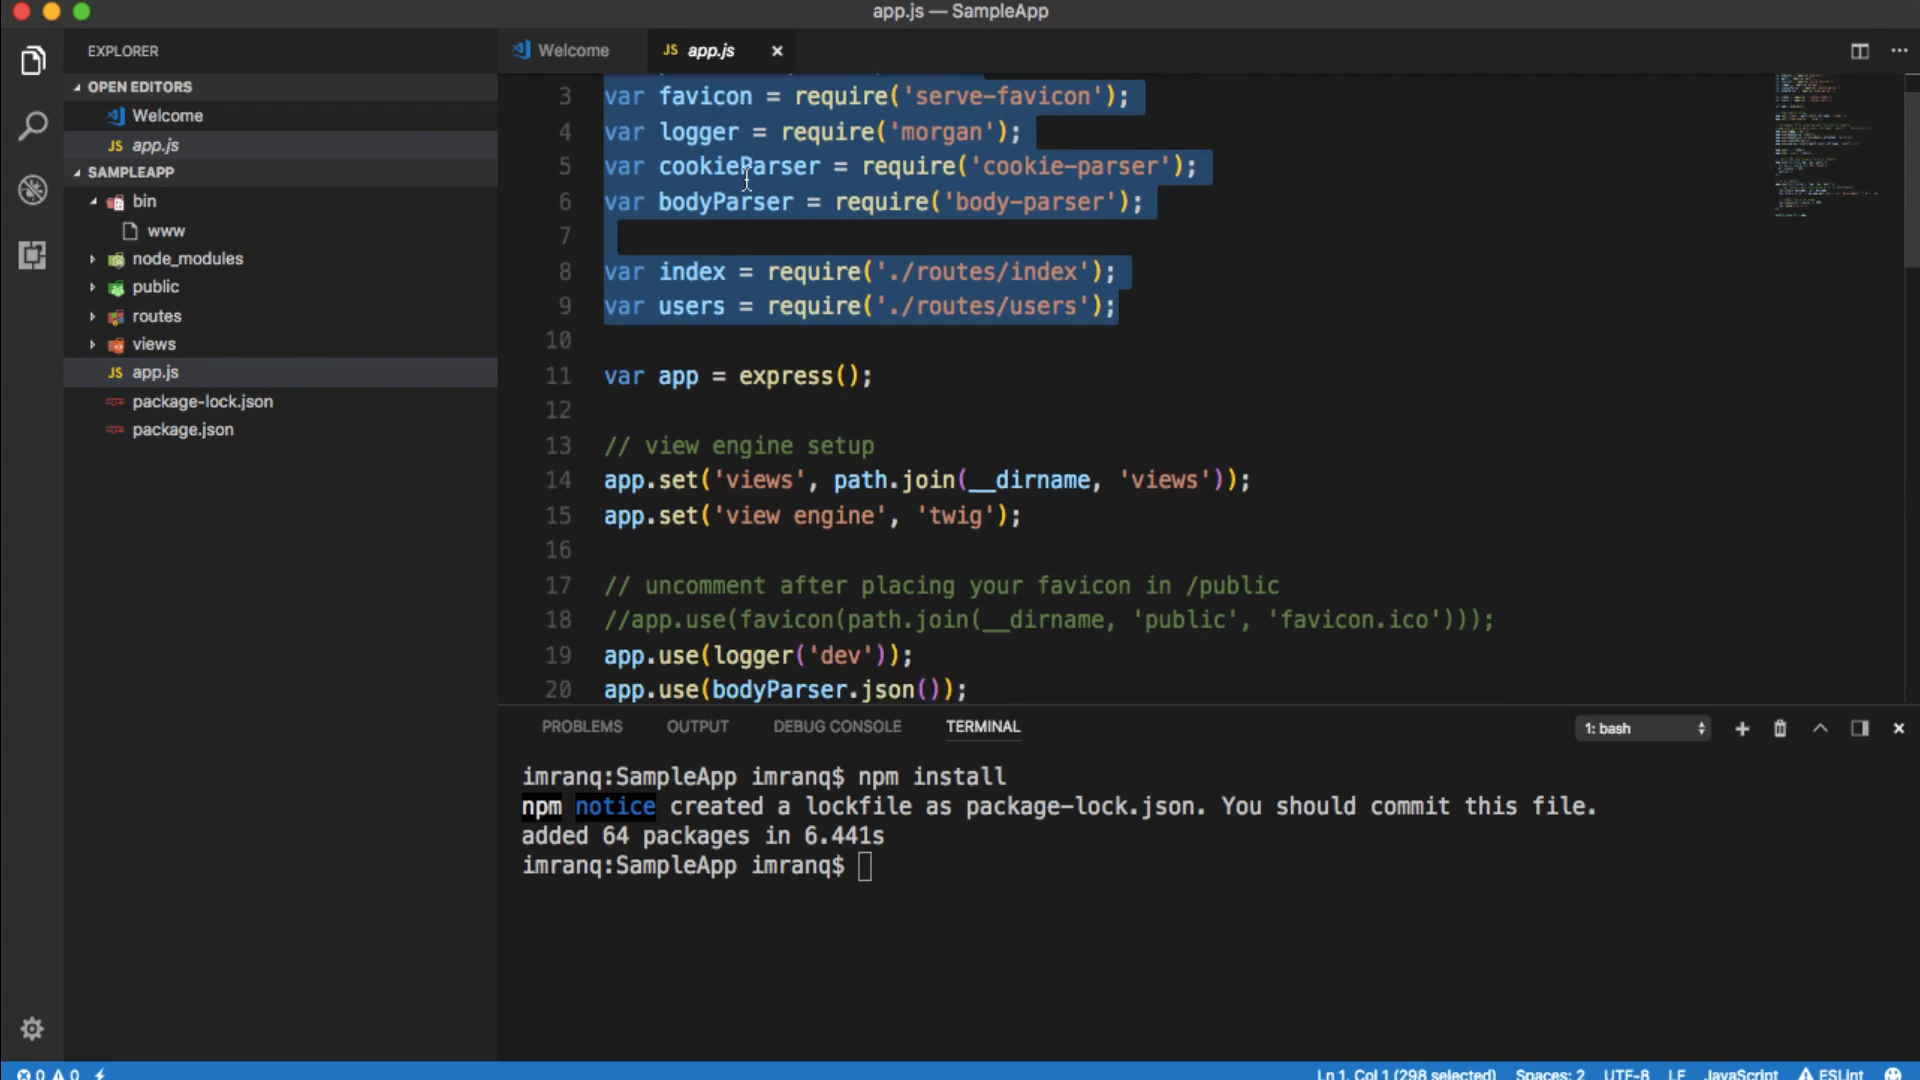 app.js — SampleApp
EXPLORER
OPEN EDITORS
Welcome
JS app.js
SAMPLEAPP
bin
www
node_modules
public
routes
views
JS app.js
package-lock.json
package.json
Welcome
JS app.js
3 var favicon = require('serve-favicon');
4 var logger = require('morgan');
5 var cookieParser = require('cookie-parser');
6 var bodyParser = require('body-parser');
7
8 var index = require('./routes/index');
9 var users = require('./routes/users');
10
11 var app = express();
12
13 // view engine setup
14 app.set('views', path.join(__dirname, 'views'));
15 app.set('view engine', 'twig');
16
17 // uncomment after placing your favicon in /public
18 //app.use(favicon(path.join(__dirname, 'public', 'favicon.ico')));
19 app.use(logger('dev'));
20 app.use(bodyParser.json());
PROBLEMS OUTPUT DEBUG CONSOLE TERMINAL
1: bash
imranq:SampleApp imranq$ npm install
npm notice created a lockfile as package-lock.json. You should commit this file.
added 64 packages in 6.441s
imranq:SampleApp imranq$
0 0
Ln 1, Col 1 (298 selected) Spaces: 2 UTF-8 LF JavaScript ESLint